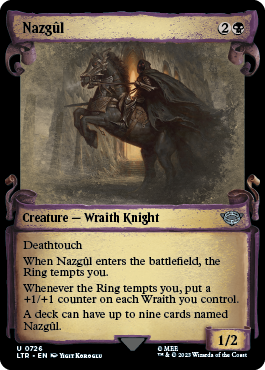 Nazgûl 2
Creature — Wraith Knight
Deathtouch
When Nazgûl enters the battlefield, the
Ring tempts you.
Whenever the Ring tempts you, put a
+1/+1 counter on each Wraith you control.
A deck can have up to nine cards named
Nazgûl.
1/2
U 0726
LTR • EN YIGIT KOROGLU
© MEE
™ & © 2023 Wizards of the Coast